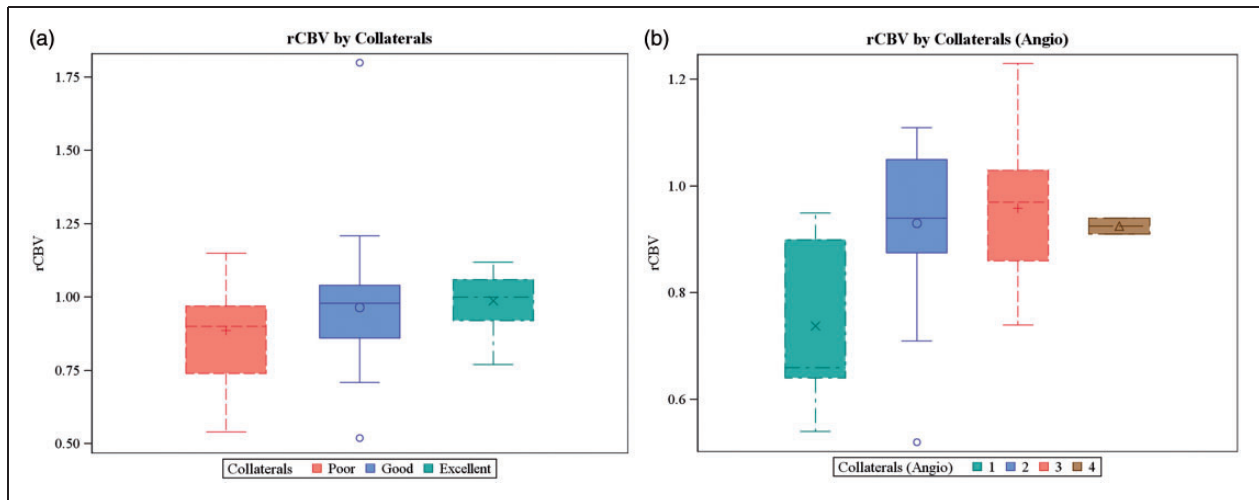 (a)
rCBV by Collaterals
1.75
1.50
1.25
1.00
0.75
0.50
rCBV
Collaterals Poor Good Excellent
(b)
rCBV by Collaterals (Angio)
1.2
1.0
0.8
0.6
rCBV
Collaterals (Angio) 1 2 3 4